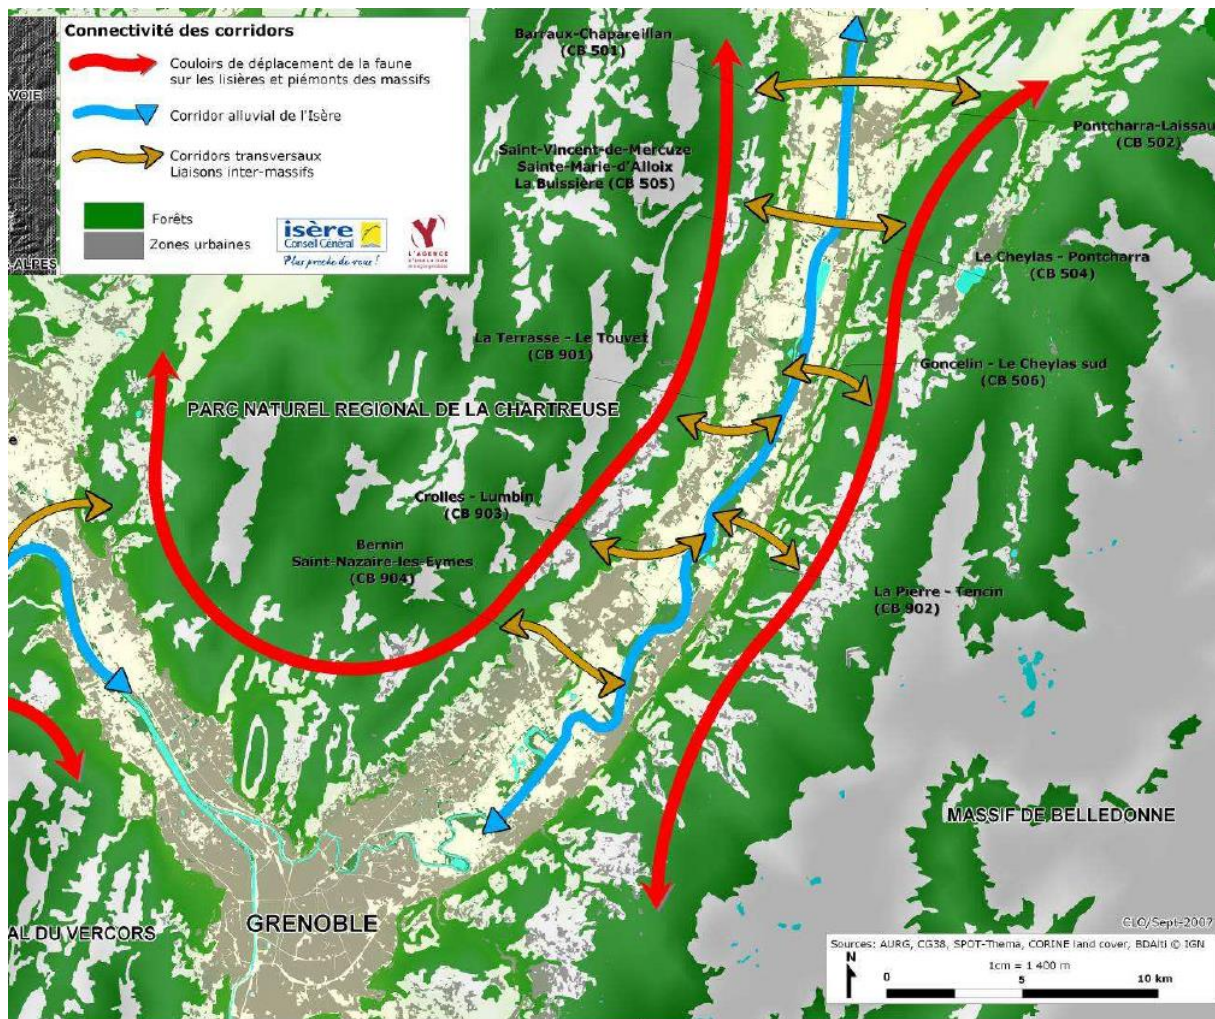 Connectivité des corridors
Couloirs de déplacement de la faune
sur les lisières et piémonts des massifs
Corridor alluvial de l'Isère
Corridors transversaux
Liaisons inter-massifs
Forêts
Zones urbaines
isère
Conseil Général
Plus proche de vous !
L'AGENCE
VOIE
ALPES
Barraux-Chapareillan
(CB 501)
Pontcharra-Laissau
(CB 502)
Saint-Vincent-de-Mercuze
Sainte-Marie-d'Alloix
La Buissière (CB 505)
Le Cheylas - Pontcharra
(CB 504)
La Terrasse - Le Touvet
(CB 901)
Goncelin - Le Cheylas sud
(CB 506)
PARC NATUREL REGIONAL DE LA CHARTREUSE
e
Crolles - Lumbin
(CB 903)
Bernin
Saint-Nazaire-les-Eymes
(CB 904)
La Pierre - Tencin
(CB 902)
MASSIF DE BELLEDONNE
GRENOBLE
AL DU VERCORS
CLO/Sept-2007
Sources: AURG, CG38, SPOT-Thema, CORINE land cover, BDAlti © IGN
N
1cm = 1 400 m
0 5 10 km